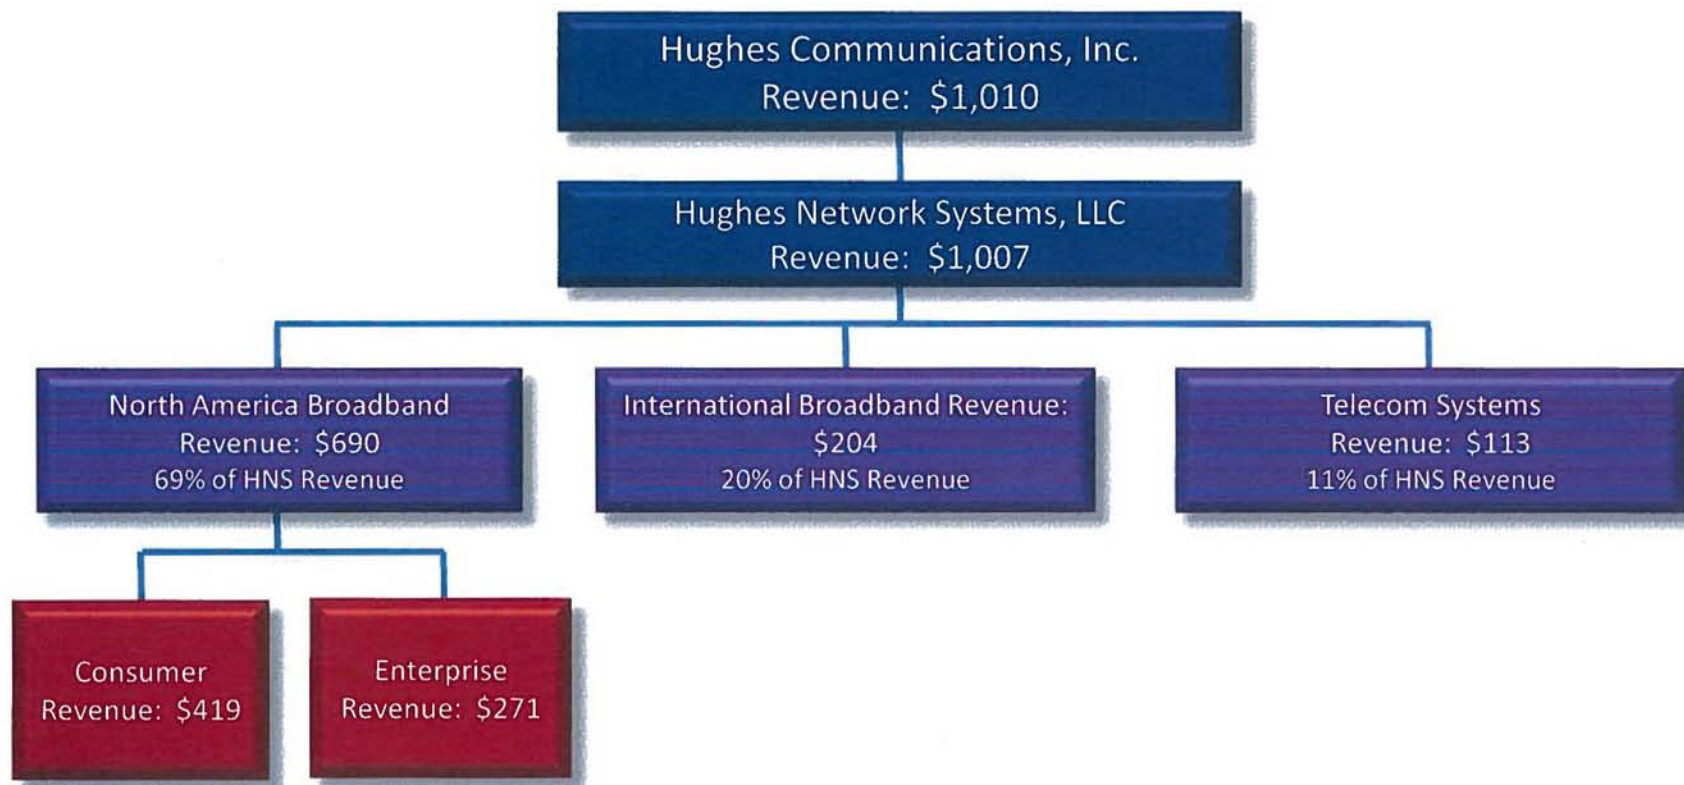 Hughes Communications, Inc.
Revenue: $1,010
Hughes Network Systems, LLC
Revenue: $1,007
North America Broadband
Revenue: $690
69% of HNS Revenue
International Broadband Revenue:
$204
20% of HNS Revenue
Telecom Systems
Revenue: $113
11% of HNS Revenue
Consumer
Revenue: $419
Enterprise
Revenue: $271